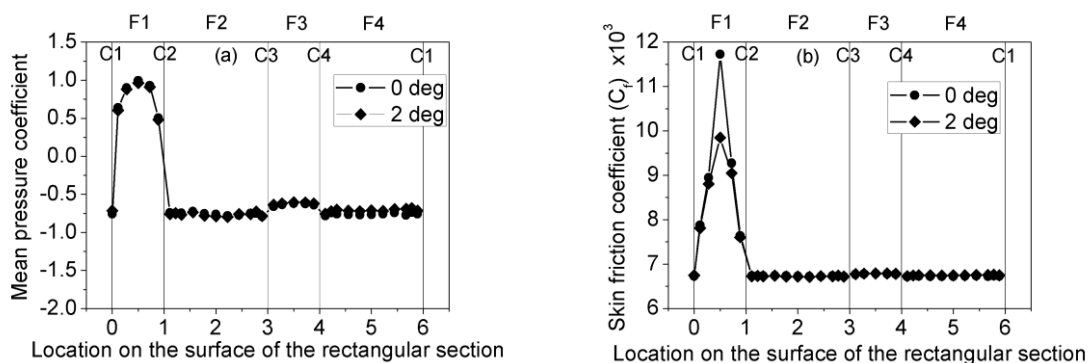 F1 F2 F3 F4
C1 C2 (a) C3 C4 C1
0 deg
2 deg
Mean pressure coefficient
1.5
1.0
0.5
0.0
-0.5
-1.0
-1.5
-2.0
0 1 2 3 4 5 6
Location on the surface of the rectangular section
F1 F2 F3 F4
C1 C2 (b) C3 C4 C1
0 deg
2 deg
Skin friction coefficient (Cf) x10³
12
11
10
9
8
7
6
0 1 2 3 4 5 6
Location on the surface of the rectangular section